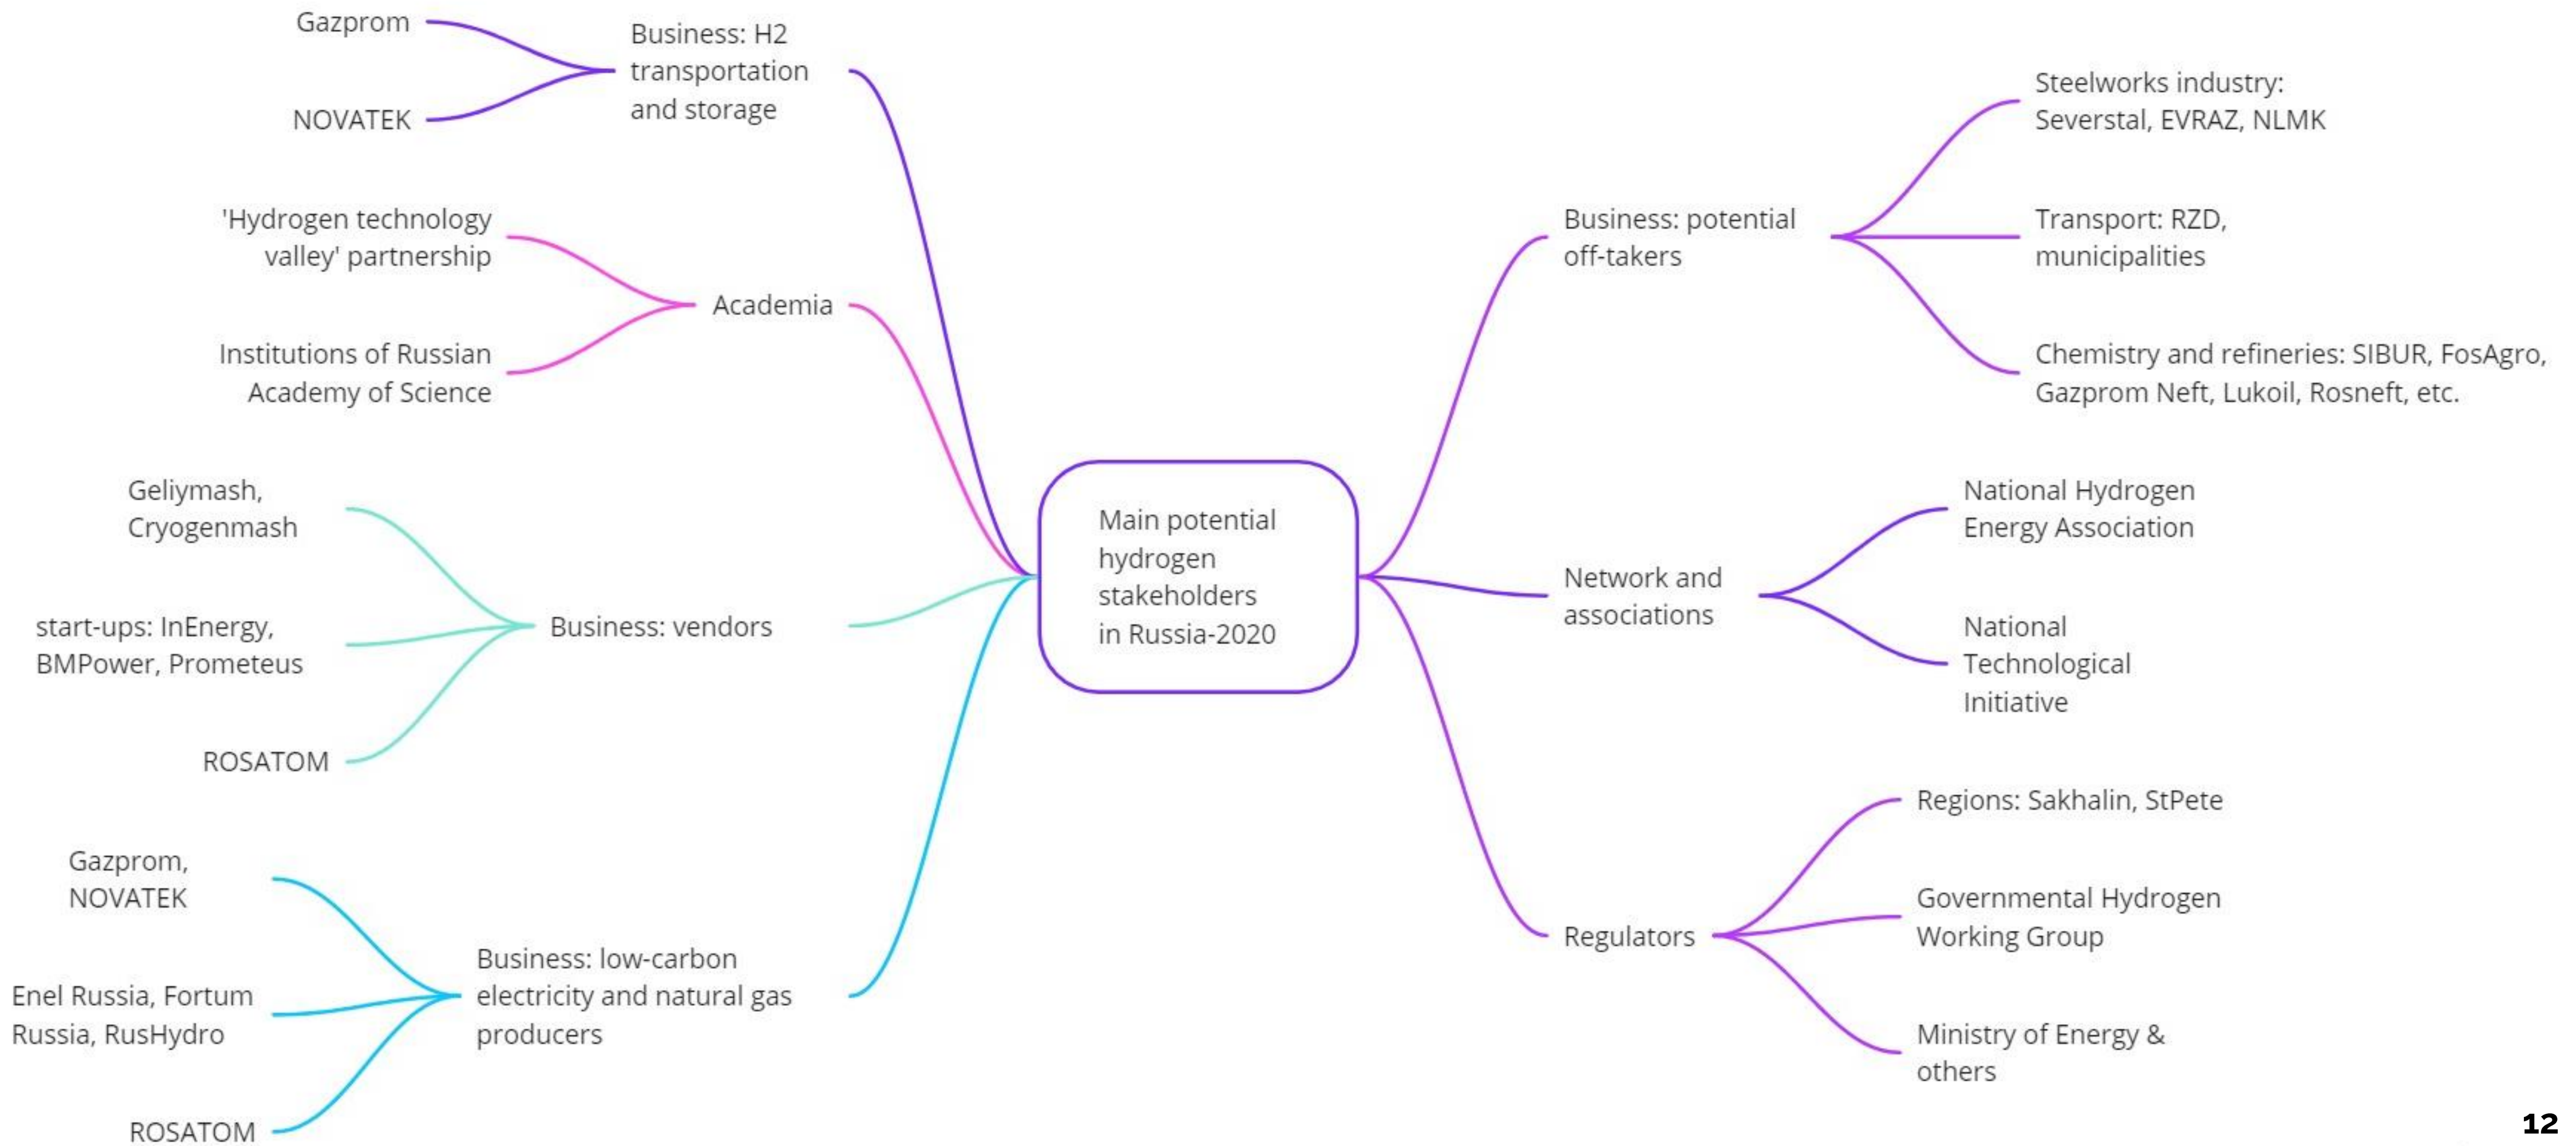 Gazprom
NOVATEK
Business: H2
transportation
and storage
'Hydrogen technology
valley' partnership
Institutions of Russian
Academy of Science
Academia
Geliymash,
Cryogenmash
start-ups: InEnergy,
BMPower, Prometeus
ROSATOM
Business: vendors
Gazprom,
NOVATEK
Enel Russia, Fortum
Russia, RusHydro
ROSATOM
Business: low-carbon
electricity and natural gas
producers
Main potential
hydrogen
stakeholders
in Russia-2020
Business: potential
off-takers
Steelworks industry:
Severstal, EVRAZ, NLMK
Transport: RZD,
municipalities
Chemistry and refineries: SIBUR, FosAgro,
Gazprom Neft, Lukoil, Rosneft, etc.
Network and
associations
National Hydrogen
Energy Association
National
Technological
Initiative
Regulators
Regions: Sakhalin, StPete
Governmental Hydrogen
Working Group
Ministry of Energy &
others
12